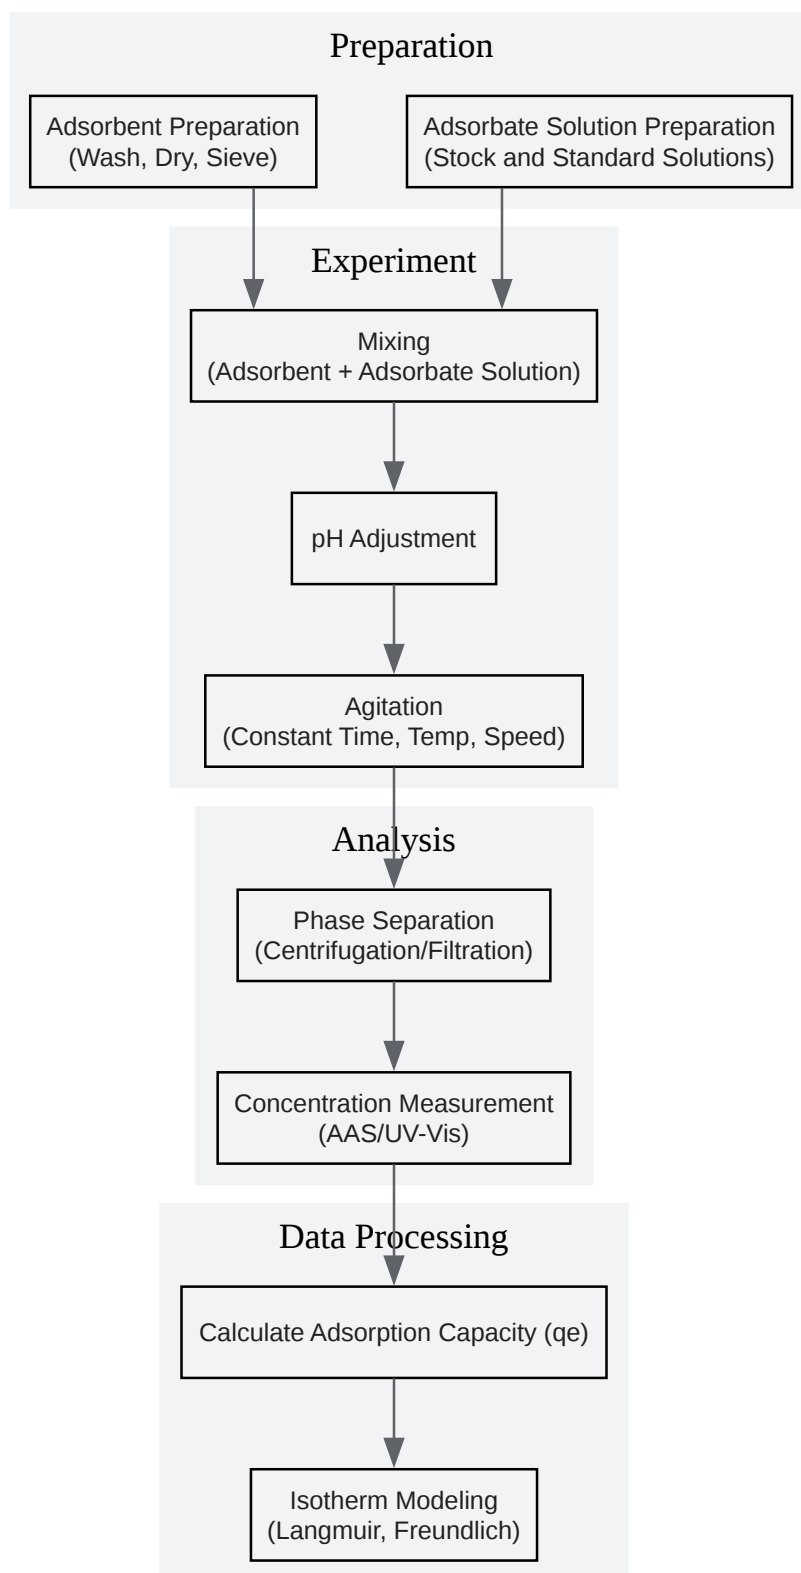 Preparation
Adsorbent Preparation
(Wash, Dry, Sieve)
Adsorbate Solution Preparation
(Stock and Standard Solutions)
Experiment
Mixing
(Adsorbent + Adsorbate Solution)
pH Adjustment
Agitation
(Constant Time, Temp, Speed)
Analysis
Phase Separation
(Centrifugation/Filtration)
Concentration Measurement
(AAS/UV-Vis)
Data Processing
Calculate Adsorption Capacity (qe)
Isotherm Modeling
(Langmuir, Freundlich)